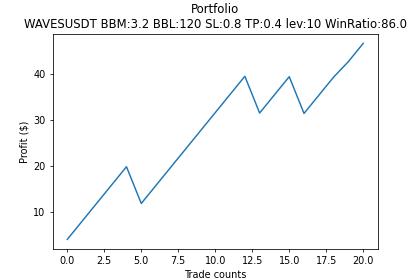 Portfolio
WAVESUSDT BBM:3.2 BBL:120 SL:0.8 TP:0.4 lev:10 WinRatio:86.0
Profit ($)
40
30
20
10
0.0 2.5 5.0 7.5 10.0 12.5 15.0 17.5 20.0
Trade counts